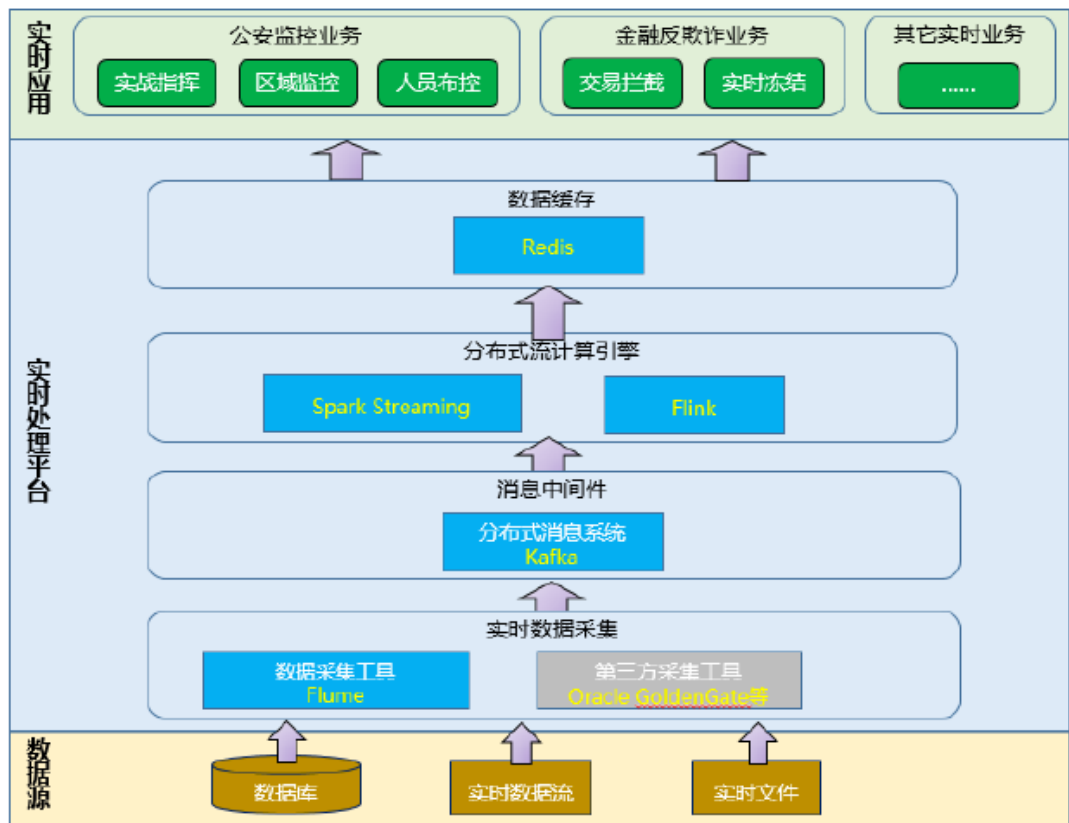 实时应用
公安监控业务
实战指挥
区域监控
人员布控
金融反欺诈业务
交易拦截
实时冻结
其它实时业务
......
实时处理平台
数据缓存
Redis
分布式流计算引擎
Spark Streaming
Flink
消息中间件
分布式消息系统
Kafka
实时数据采集
数据采集工具
Flume
第三方采集工具
Oracle GoldenGate等
数据源
数据库
实时数据流
实时文件